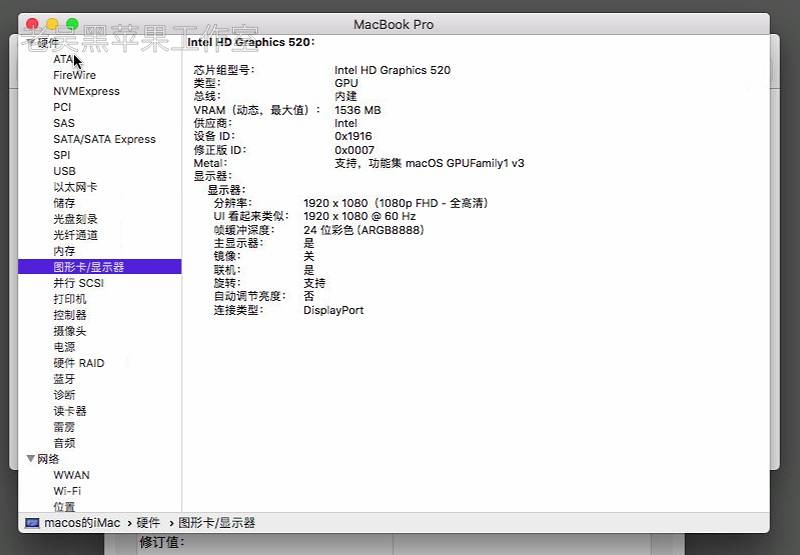 MacBook Pro
老吴黑苹果工作室
硬件
ATA
FireWire
NVMExpress
PCI
SAS
SATA/SATA Express
SPI
USB
以太网卡
储存
光盘刻录
光纤通道
内存
图形卡/显示器
并行 SCSI
打印机
控制器
摄像头
电源
硬件 RAID
蓝牙
诊断
读卡器
雷雳
音频
网络
WWAN
Wi-Fi
位置
Intel HD Graphics 520：
芯片组型号： Intel HD Graphics 520
类型： GPU
总线： 内建
VRAM（动态，最大值）： 1536 MB
供应商： Intel
设备 ID： 0x1916
修正版 ID： 0x0007
Metal： 支持，功能集 macOS GPUFamily1 v3
显示器：
显示器：
分辨率： 1920 x 1080（1080p FHD - 全高清）
UI 看起来类似： 1920 x 1080 @ 60 Hz
帧缓冲深度： 24 位彩色 (ARGB8888)
主显示器： 是
镜像： 关
联机： 是
旋转： 支持
自动调节亮度： 否
连接类型： DisplayPort
macos的iMac › 硬件 › 图形卡/显示器
修订值：